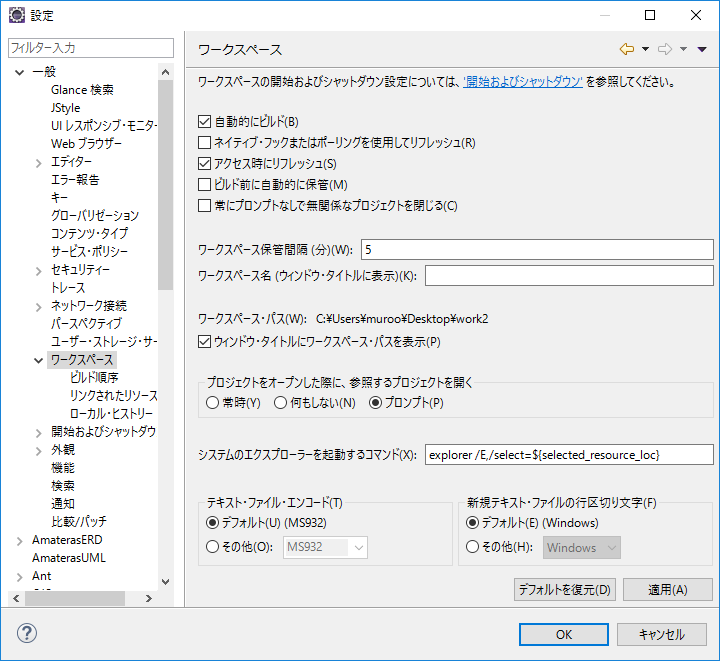 設定
フィルター入力
一般
Glance 検索
JStyle
UI レスポンシブ・モニター
Web ブラウザー
エディター
エラー報告
キー
グローバリゼーション
コンテンツ・タイプ
サービス・ポリシー
セキュリティー
トレース
ネットワーク接続
パースペクティブ
ユーザー・ストレージ・サー
ワークスペース
ビルド順序
リンクされたリソース
ローカル・ヒストリー
開始およびシャットダウ
外観
機能
検索
通知
比較/パッチ
AmaterasERD
AmaterasUML
Ant
ワークスペース
ワークスペースの開始およびシャットダウン設定については、'開始およびシャットダウン' を参照してください。
自動的にビルド(B)
ネイティブ・フックまたはポーリングを使用してリフレッシュ(R)
アクセス時にリフレッシュ(S)
ビルド前に自動的に保管(M)
常にプロンプトなしで無関係なプロジェクトを閉じる(C)
ワークスペース保管間隔 (分)(W): 5
ワークスペース名 (ウィンドウ・タイトルに表示)(K):
ワークスペース・パス(W): C:¥Users¥muroo¥Desktop¥work2
ウィンドウ・タイトルにワークスペース・パスを表示(P)
プロジェクトをオープンした際に、参照するプロジェクトを開く
常時(Y) 何もしない(N) プロンプト(P)
システムのエクスプローラーを起動するコマンド(X): explorer /E,/select=${selected_resource_loc}
テキスト・ファイル・エンコード(T)
デフォルト(U) (MS932)
その他(O): MS932
新規テキスト・ファイルの行区切り文字(F)
デフォルト(E) (Windows)
その他(H): Windows
デフォルトを復元(D) 適用(A)
? OK キャンセル